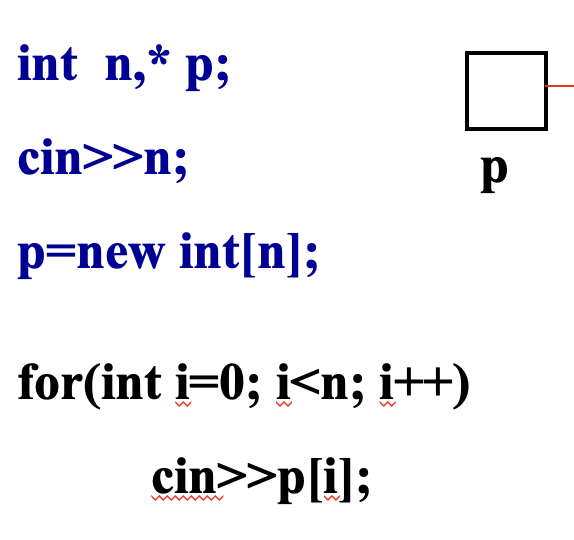 int  n,* p;
cin>>n;
p=new int[n];
p
for(int i=0; i<n; i++)
cin>>p[i];